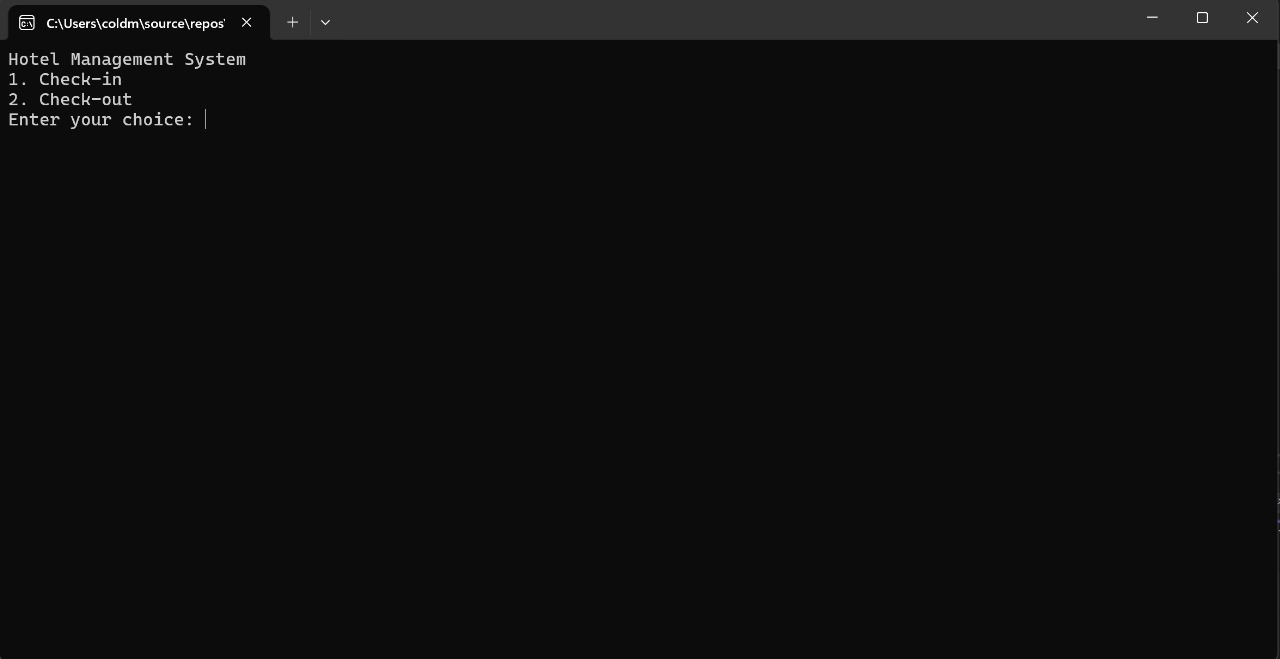 C:\Users\coldm\source\repos\
Hotel Management System
1. Check-in
2. Check-out
Enter your choice: